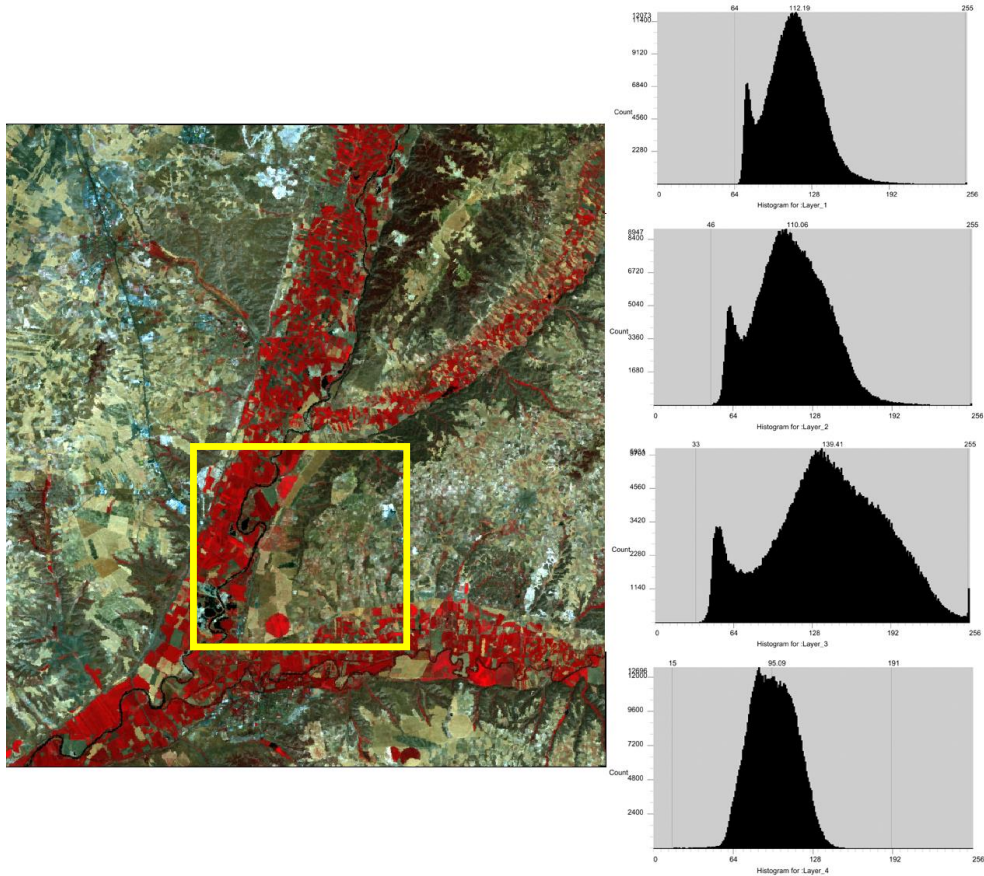 64 112.19 255
12073
11400
9120
6840
Count
4560
2280
0 64 128 192 256
Histogram for :Layer_1
46 110.06 255
8947
8400
6720
5040
Count
3360
1680
0 64 128 192 256
Histogram for :Layer_2
33 139.41 255
4560
3420
Count
2280
1140
0 64 128 192 256
Histogram for :Layer_3
15 95.09 191
12696
12000
9600
7200
Count
4800
2400
0 64 128 192 256
Histogram for :Layer_4